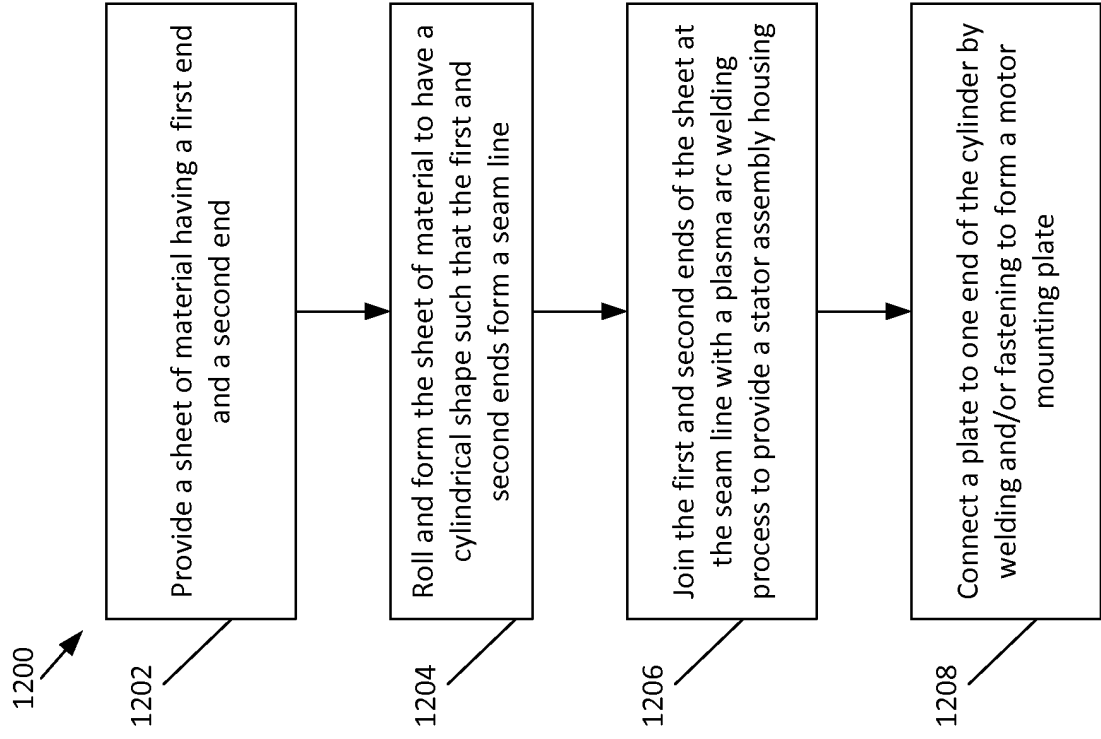 1200
1202
Provide a sheet of material having a first end
and a second end
1204
Roll and form the sheet of material to have a
cylindrical shape such that the first and
second ends form a seam line
1206
Join the first and second ends of the sheet at
the seam line with a plasma arc welding
process to provide a stator assembly housing
1208
Connect a plate to one end of the cylinder by
welding and/or fastening to form a motor
mounting plate